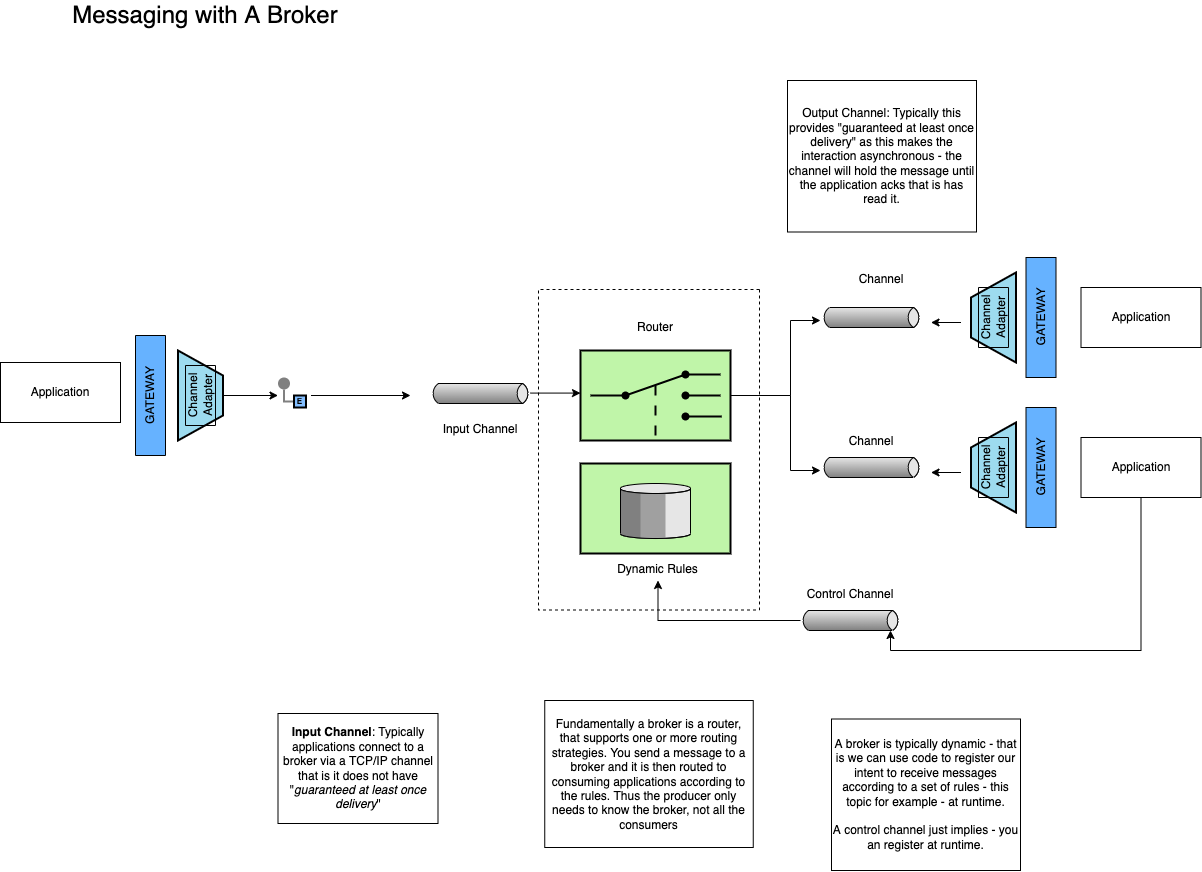 Messaging with A Broker
Output Channel: Typically this
provides "guaranteed at least once
delivery" as this makes the
interaction asynchronous - the
channel will hold the message until
the application acks that is has
read it.
Channel
Channel
Adapter
GATEWAY
Application
Router
Application
GATEWAY
Channel
Adapter
E
Input Channel
Channel
Channel
Adapter
GATEWAY
Application
Dynamic Rules
Control Channel
Input Channel: Typically
applications connect to a
broker via a TCP/IP channel
that is it does not have
"guaranteed at least once
delivery"
Fundamentally a broker is a router,
that supports one or more routing
strategies. You send a message to a
broker and it is then routed to
consuming applications according to
the rules. Thus the producer only
needs to know the broker, not all the
consumers
A broker is typically dynamic - that
is we can use code to register our
intent to receive messages
according to a set of rules - this
topic for example - at runtime.
A control channel just implies - you
an register at runtime.